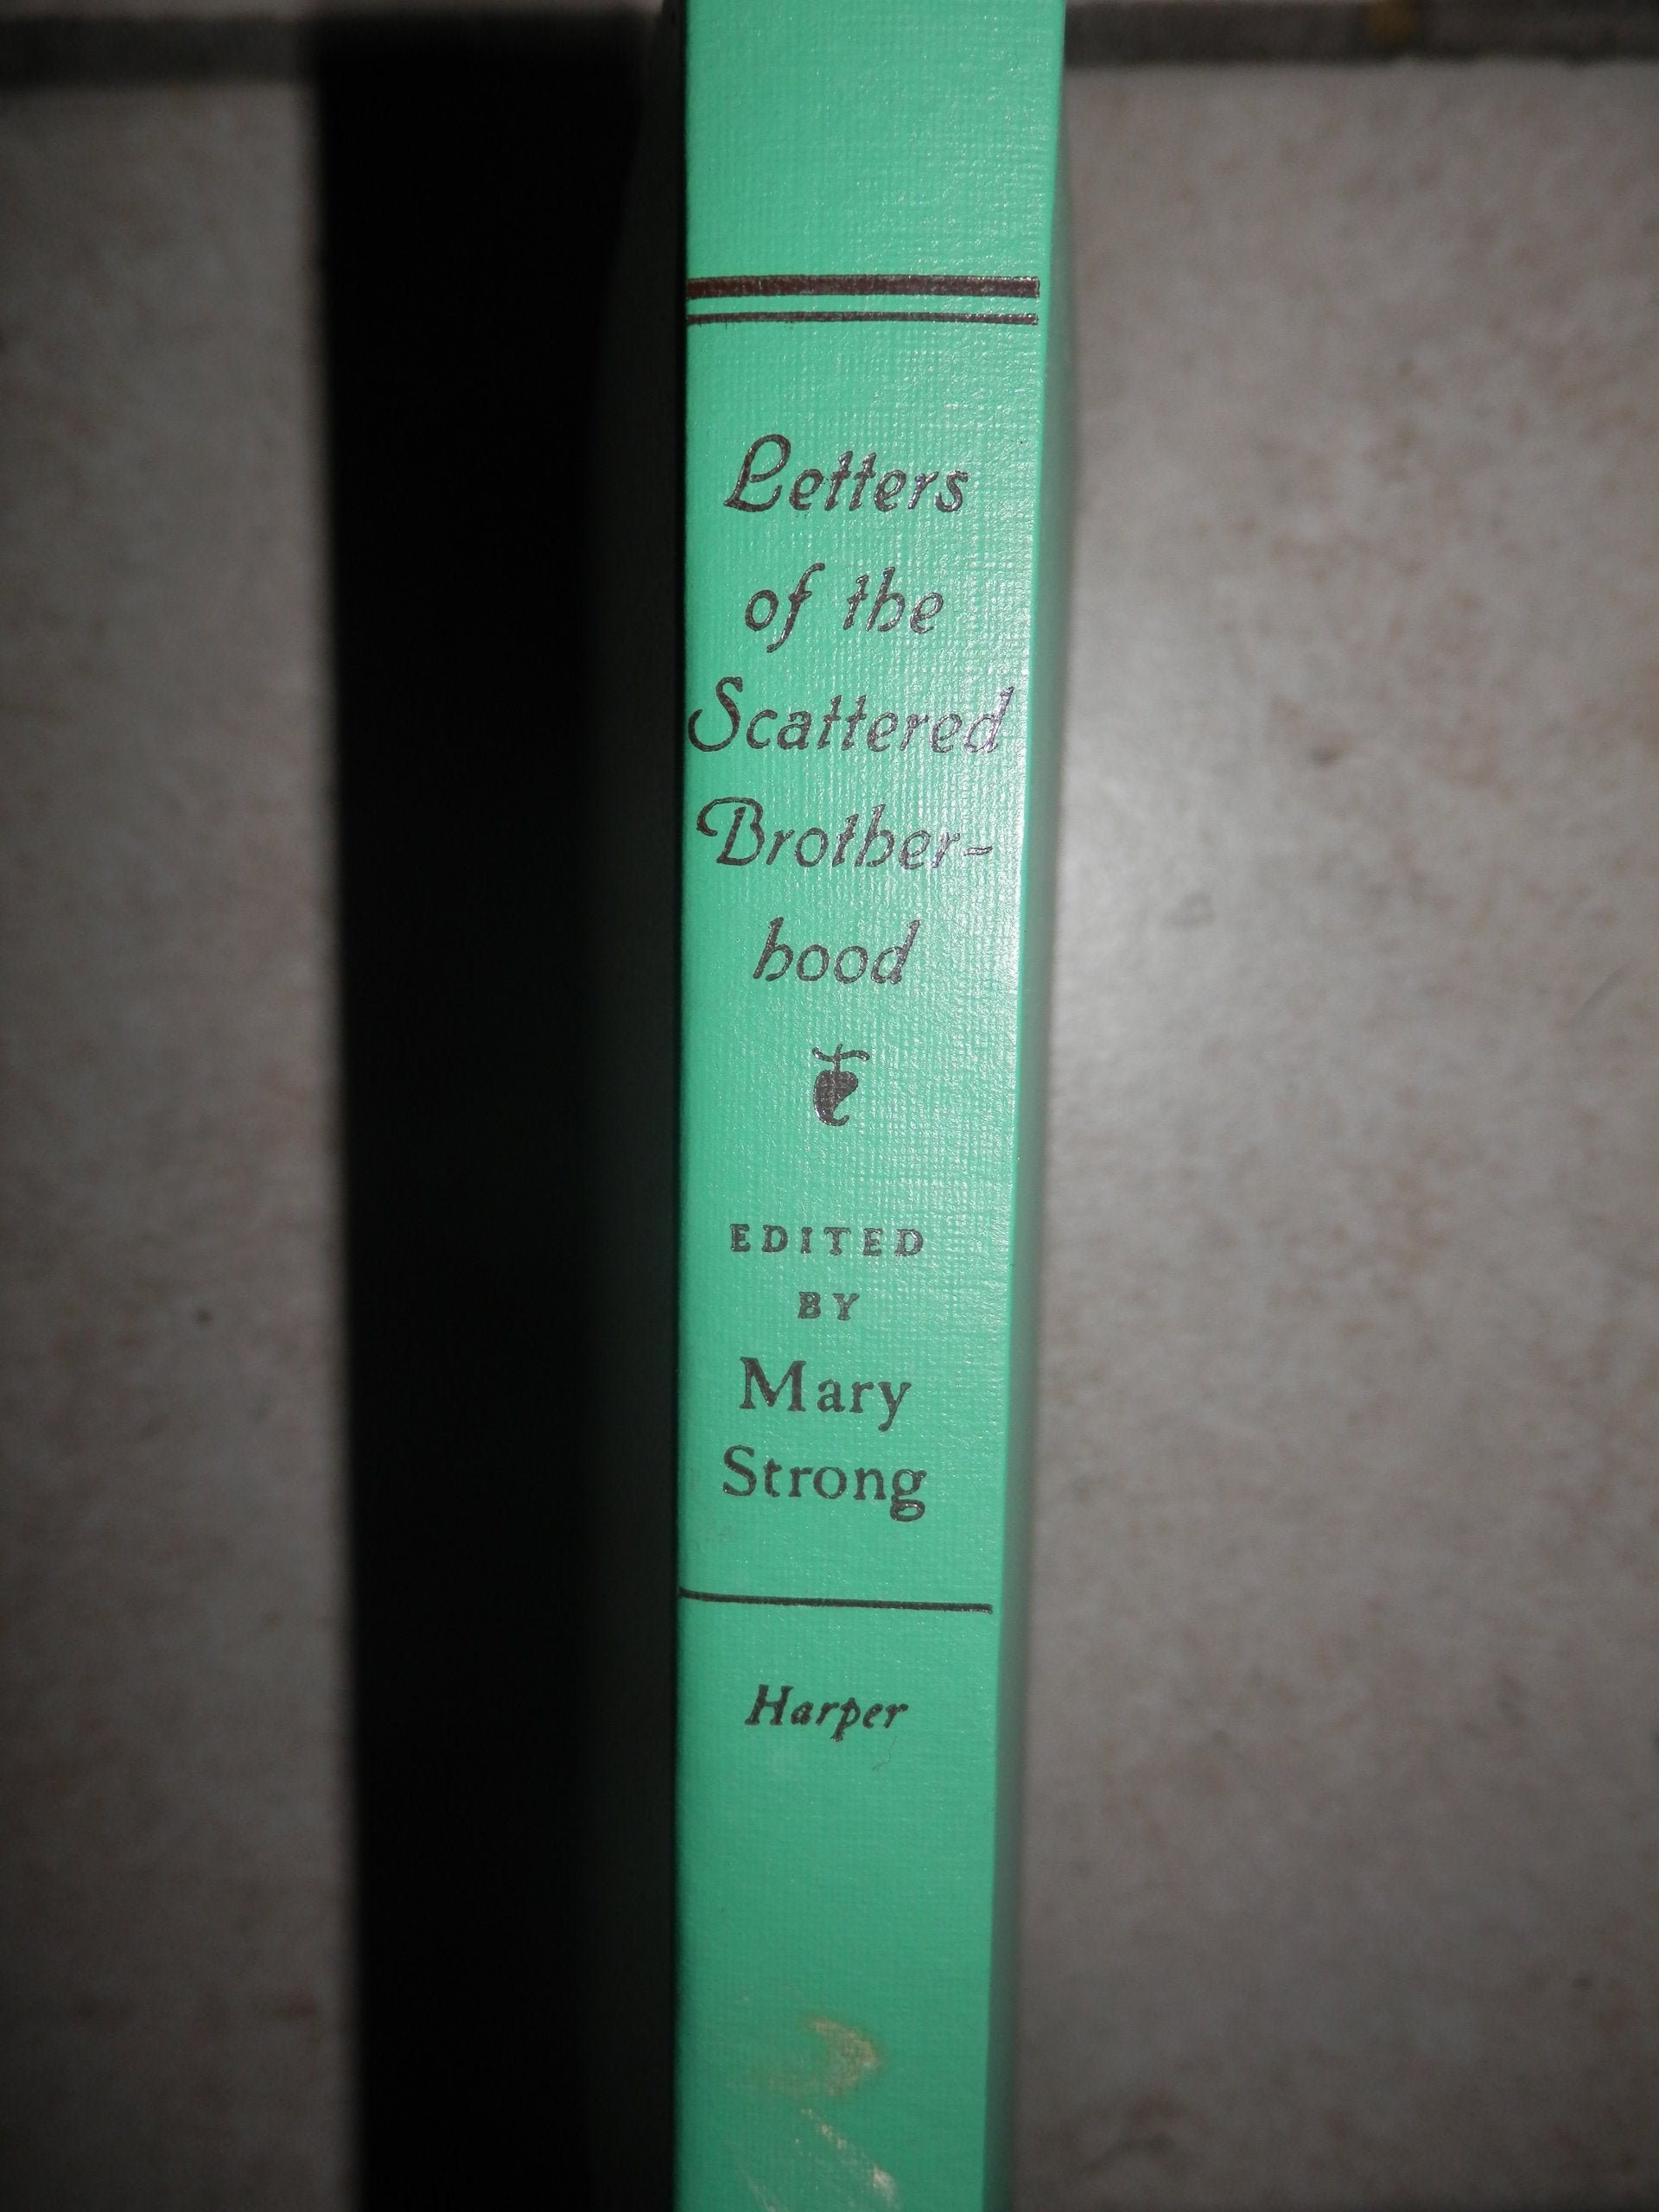 Letters
of the
Scattered
Brother-
hood
EDITED
BY
Mary
Strong
Harper